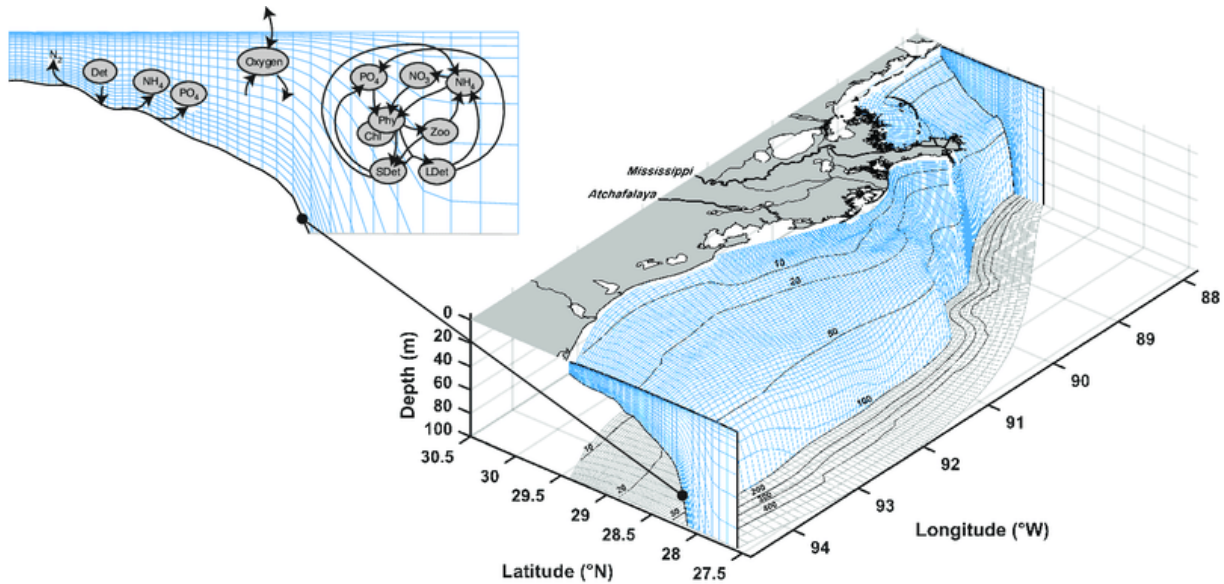 Oxygen
N2
Det
NH4
PO4
PO4
NO3
NH4
Phy
Chl
Zoo
SDet
LDet
Mississippi
Atchafalaya
10
20
50
100
200
300
400
10
20
50
Depth (m)
0
20
40
60
80
100
30.5
30
29.5
29
28.5
28
27.5
Latitude (°N)
94
93
92
91
90
89
88
Longitude (°W)